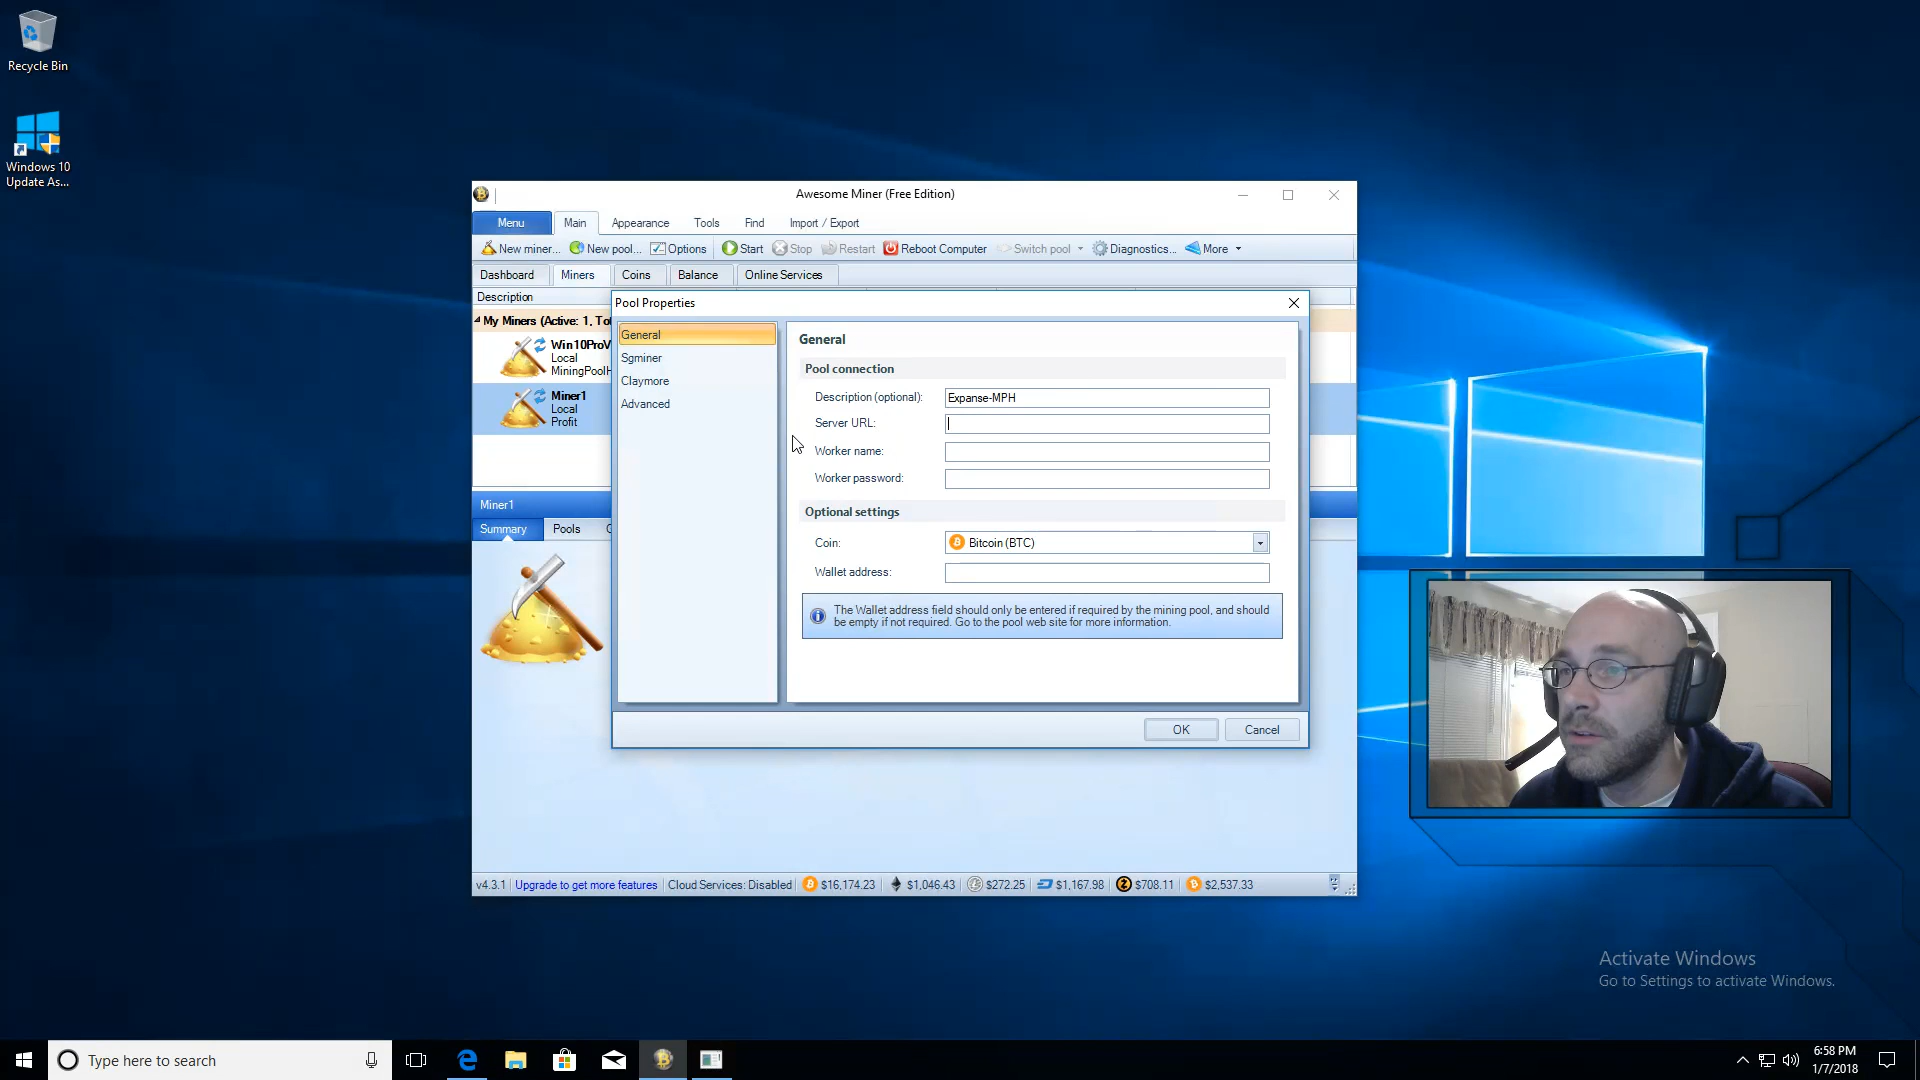 Recycle Bin
Windows 10
Update As...
Awesome Miner (Free Edition)
Menu
Main
Appearance
Tools
Find
Import / Export
New miner...
New pool...
Options
Start
Stop
Restart
Reboot Computer
Switch pool
Diagnostics...
More
Dashboard
Miners
Coins
Balance
Online Services
Description
My Miners (Active: 1, To
Win10ProV
Local
MiningPoolH
Miner1
Local
Profit
Miner1
Summary
Pools
Pool Properties
General
Sgminer
Claymore
Advanced
General
Pool connection
Description (optional):
Expanse-MPH
Server URL:
Worker name:
Worker password:
Optional settings
Coin:
Bitcoin (BTC)
Wallet address:
The Wallet address field should only be entered if required by the mining pool, and should
be empty if not required. Go to the pool web site for more information.
OK
Cancel
v4.3.1
Upgrade to get more features
Cloud Services: Disabled
$16,174.23
$1,046.43
$272.25
$1,167.98
$708.11
$2,537.33
Activate Windows
Go to Settings to activate Windows.
Type here to search
6:58 PM
1/7/2018